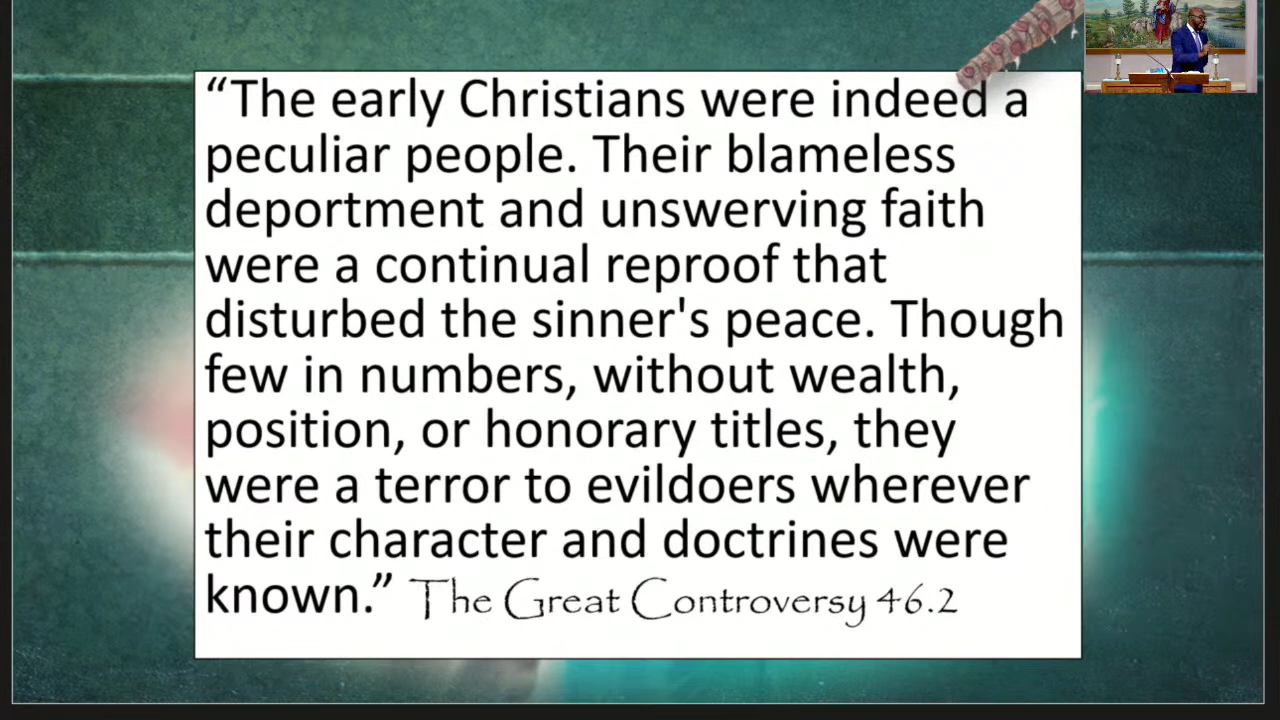 “The early Christians were indeed a
peculiar people. Their blameless
deportment and unswerving faith
were a continual reproof that
disturbed the sinner's peace. Though
few in numbers, without wealth,
position, or honorary titles, they
were a terror to evildoers wherever
their character and doctrines were
known.” The Great Controversy 46.2